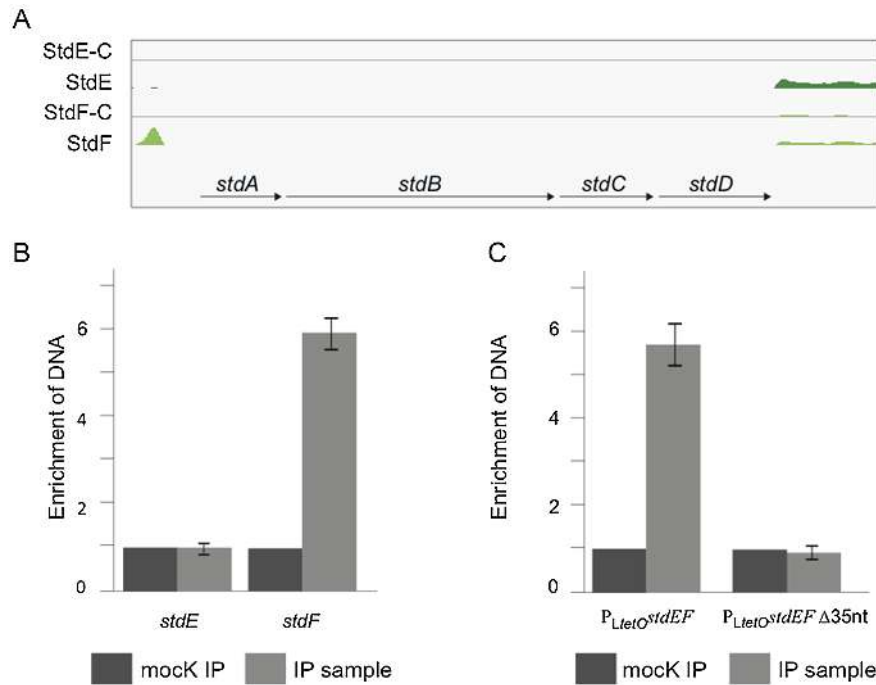 A
StdE-C
StdE
StdF-C
StdF
stdA stdB stdC stdD
B
Enrichment of DNA
6
4
2
0
stdE stdF
mocK IP IP sample
C
Enrichment of DNA
6
4
2
0
PLtetOstdEF PLtetOstdEF Δ35nt
mocK IP IP sample